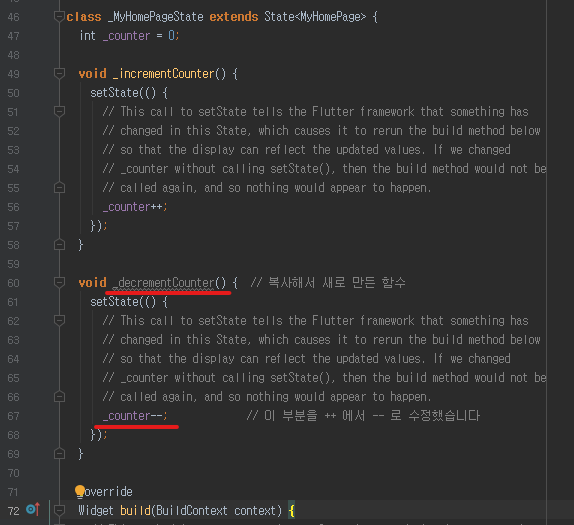 46 class _MyHomePageState extends State<MyHomePage> {
47 int _counter = 0;
48
49 void _incrementCounter() {
50 setState(() {
51 // This call to setState tells the Flutter framework that something has
52 // changed in this State, which causes it to rerun the build method below
53 // so that the display can reflect the updated values. If we changed
54 // _counter without calling setState(), then the build method would not be
55 // called again, and so nothing would appear to happen.
56 _counter++;
57 });
58 }
59
60 void _decrementCounter() { // 복사해서 새로 만든 함수
61 setState(() {
62 // This call to setState tells the Flutter framework that something has
63 // changed in this State, which causes it to rerun the build method below
64 // so that the display can reflect the updated values. If we changed
65 // _counter without calling setState(), then the build method would not be
66 // called again, and so nothing would appear to happen.
67 _counter--; // 이 부분을 ++ 에서 -- 로 수정했습니다
68 });
69 }
70
71 override
72 Widget build(BuildContext context) {